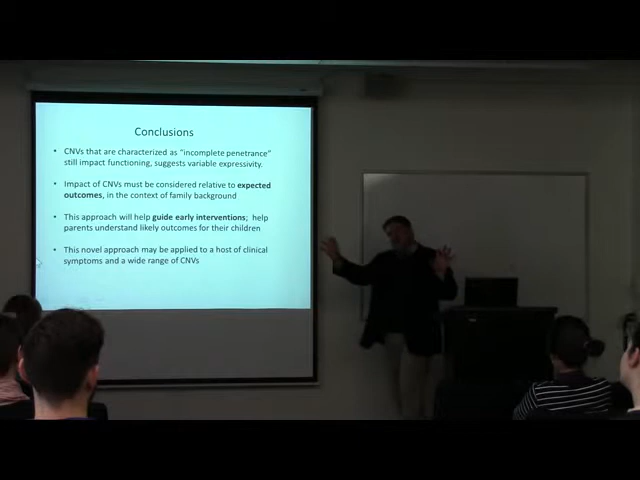 Conclusions
• CNVs that are characterized as "incomplete penetrance"
still impact functioning, suggests variable expressivity.
• Impact of CNVs must be considered relative to expected
outcomes, in the context of family background
• This approach will help guide early interventions; help
parents understand likely outcomes for their children
• This novel approach may be applied to a host of clinical
symptoms and a wide range of CNVs